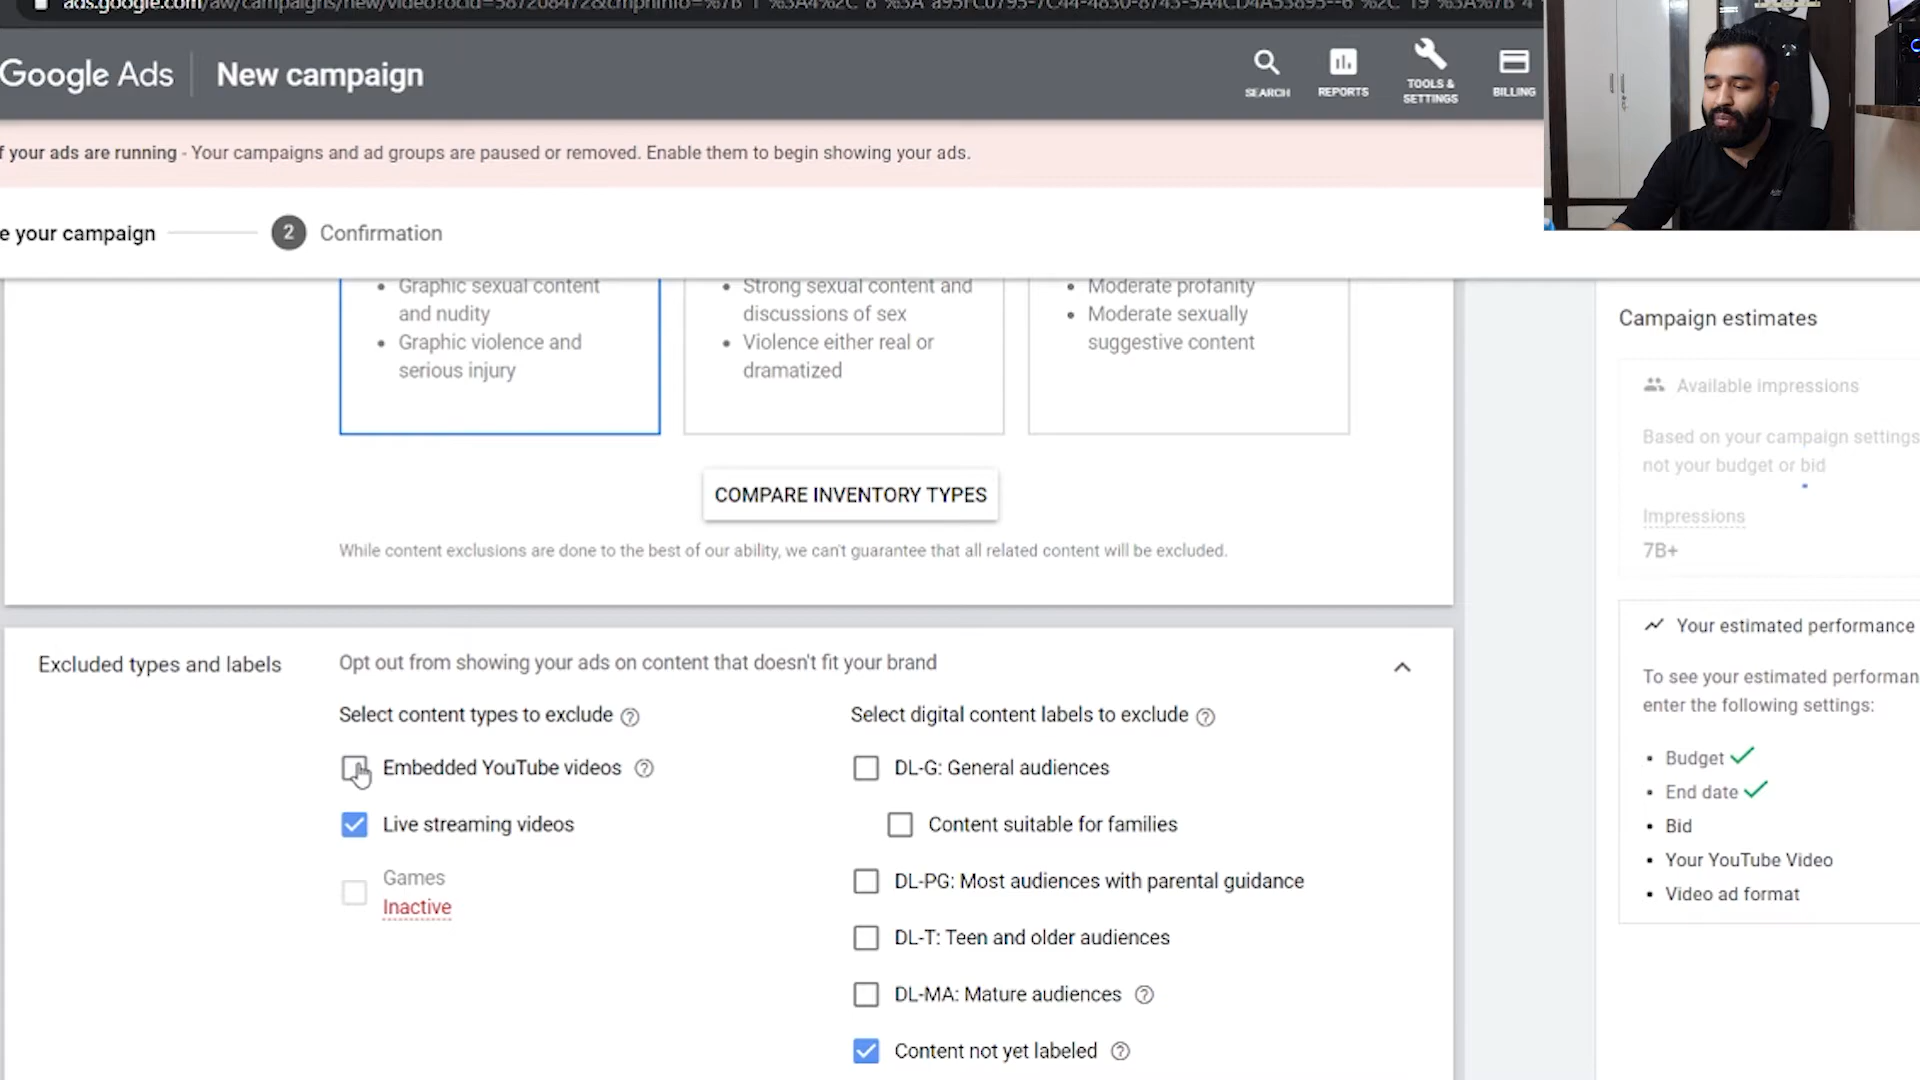 Google Ads
New campaign
SEARCH
REPORTS
TOOLS &
SETTINGS
BILLING
f your ads are running - Your campaigns and ad groups are paused or removed. Enable them to begin showing your ads.
e your campaign
2
Confirmation
Graphic sexual content
and nudity
Graphic violence and
serious injury
Strong sexual content and
discussions of sex
Violence either real or
dramatized
Moderate profanity
Moderate sexually
suggestive content
COMPARE INVENTORY TYPES
While content exclusions are done to the best of our ability, we can't guarantee that all related content will be excluded.
Excluded types and labels
Opt out from showing your ads on content that doesn't fit your brand
Select content types to exclude
Embedded YouTube videos
Live streaming videos
Games
Inactive
Select digital content labels to exclude
DL-G: General audiences
Content suitable for families
DL-PG: Most audiences with parental guidance
DL-T: Teen and older audiences
DL-MA: Mature audiences
Content not yet labeled
Campaign estimates
Available impressions
Based on your campaign settings
not your budget or bid
Impressions
7B+
Your estimated performance
To see your estimated performan
enter the following settings:
Budget
End date
Bid
Your YouTube Video
Video ad format